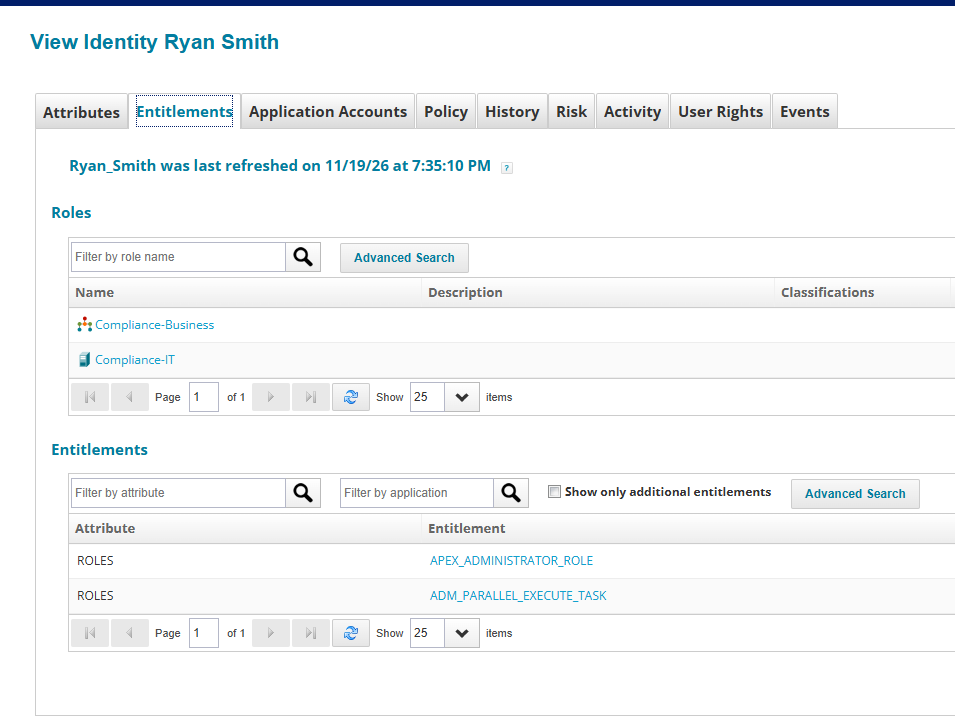 View Identity Ryan Smith
Attributes Entitlements Application Accounts Policy History Risk Activity User Rights Events
Ryan_Smith was last refreshed on 11/19/26 at 7:35:10 PM ?
Roles
Filter by role name Advanced Search
Name Description Classifications
Compliance-Business
Compliance-IT
Page 1 of 1 Show 25 items
Entitlements
Filter by attribute Filter by application Show only additional entitlements Advanced Search
Attribute Entitlement
ROLES APEX_ADMINISTRATOR_ROLE
ROLES ADM_PARALLEL_EXECUTE_TASK
Page 1 of 1 Show 25 items